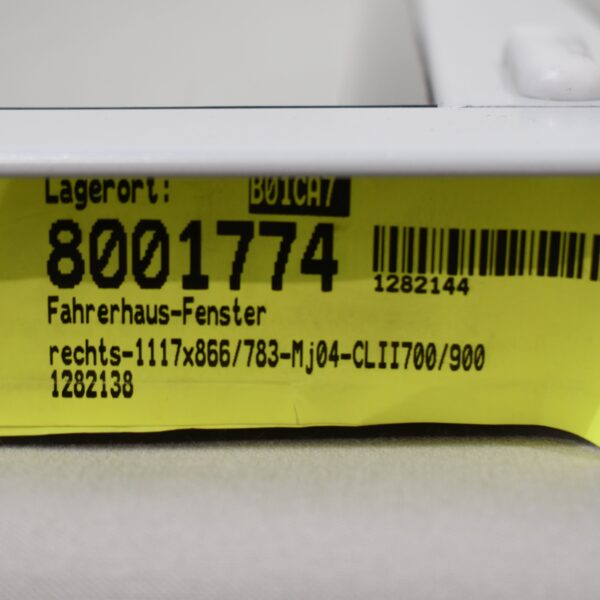 Lagerort: B01CA7
8001774
1282144
Fahrerhaus-Fenster
rechts-1117x866/783-Mj04-CLII700/900
1282138